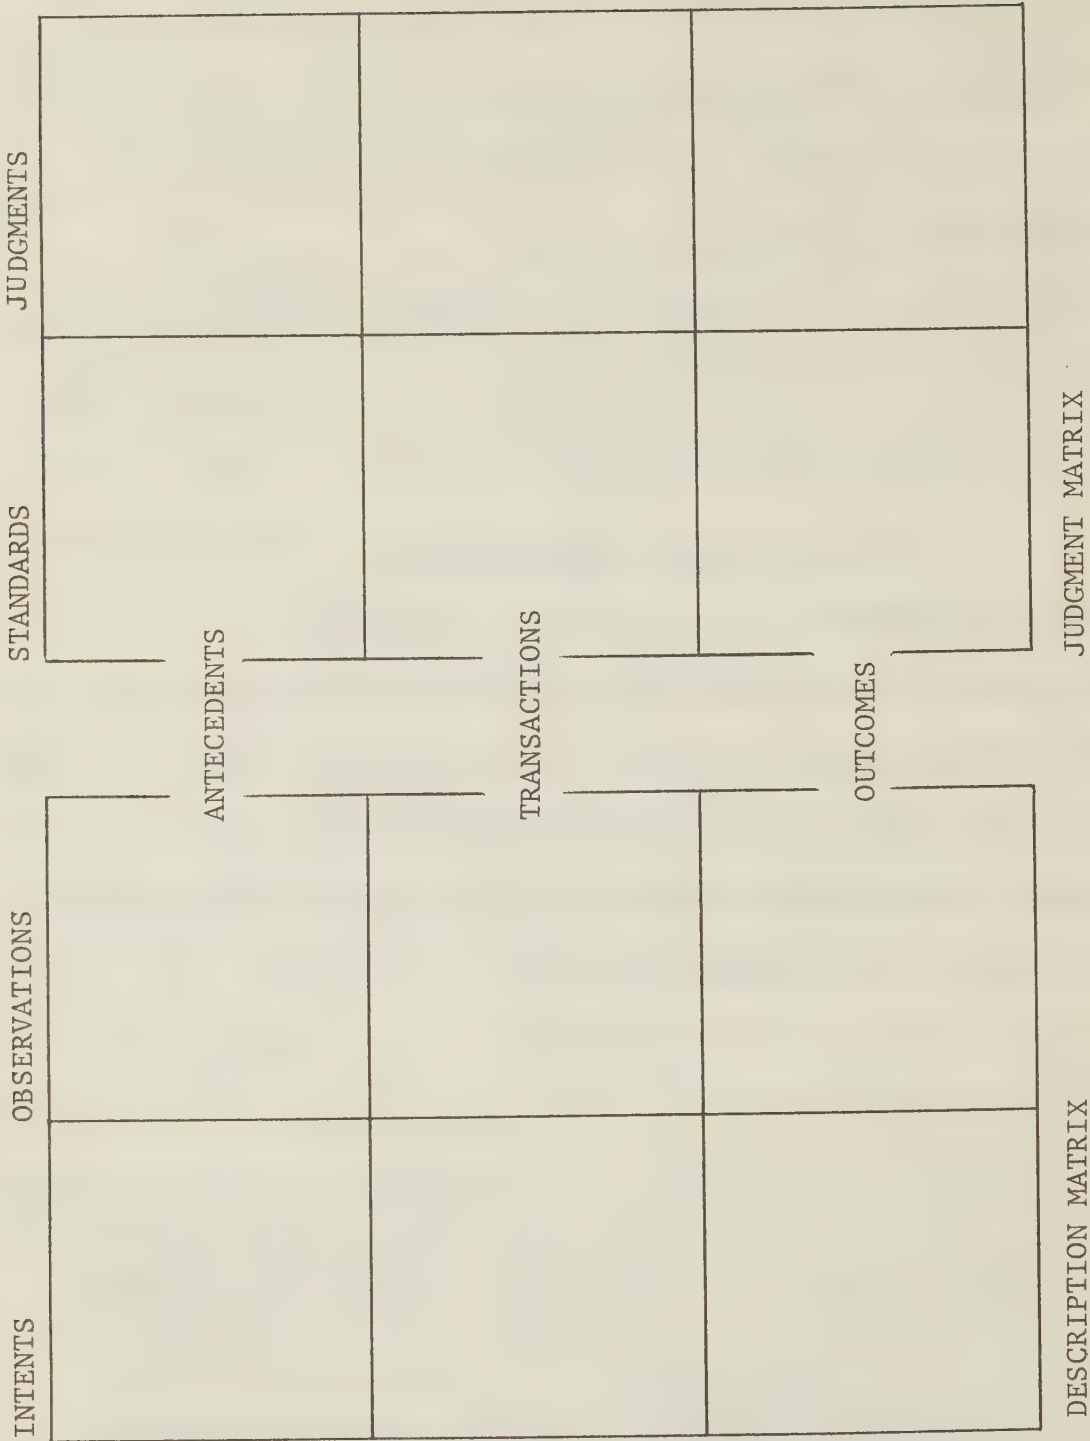 INTENTS OBSERVATIONS STANDARDS JUDGMENTS
ANTECEDENTS
TRANSACTIONS
OUTCOMES
DESCRIPTION MATRIX JUDGMENT MATRIX